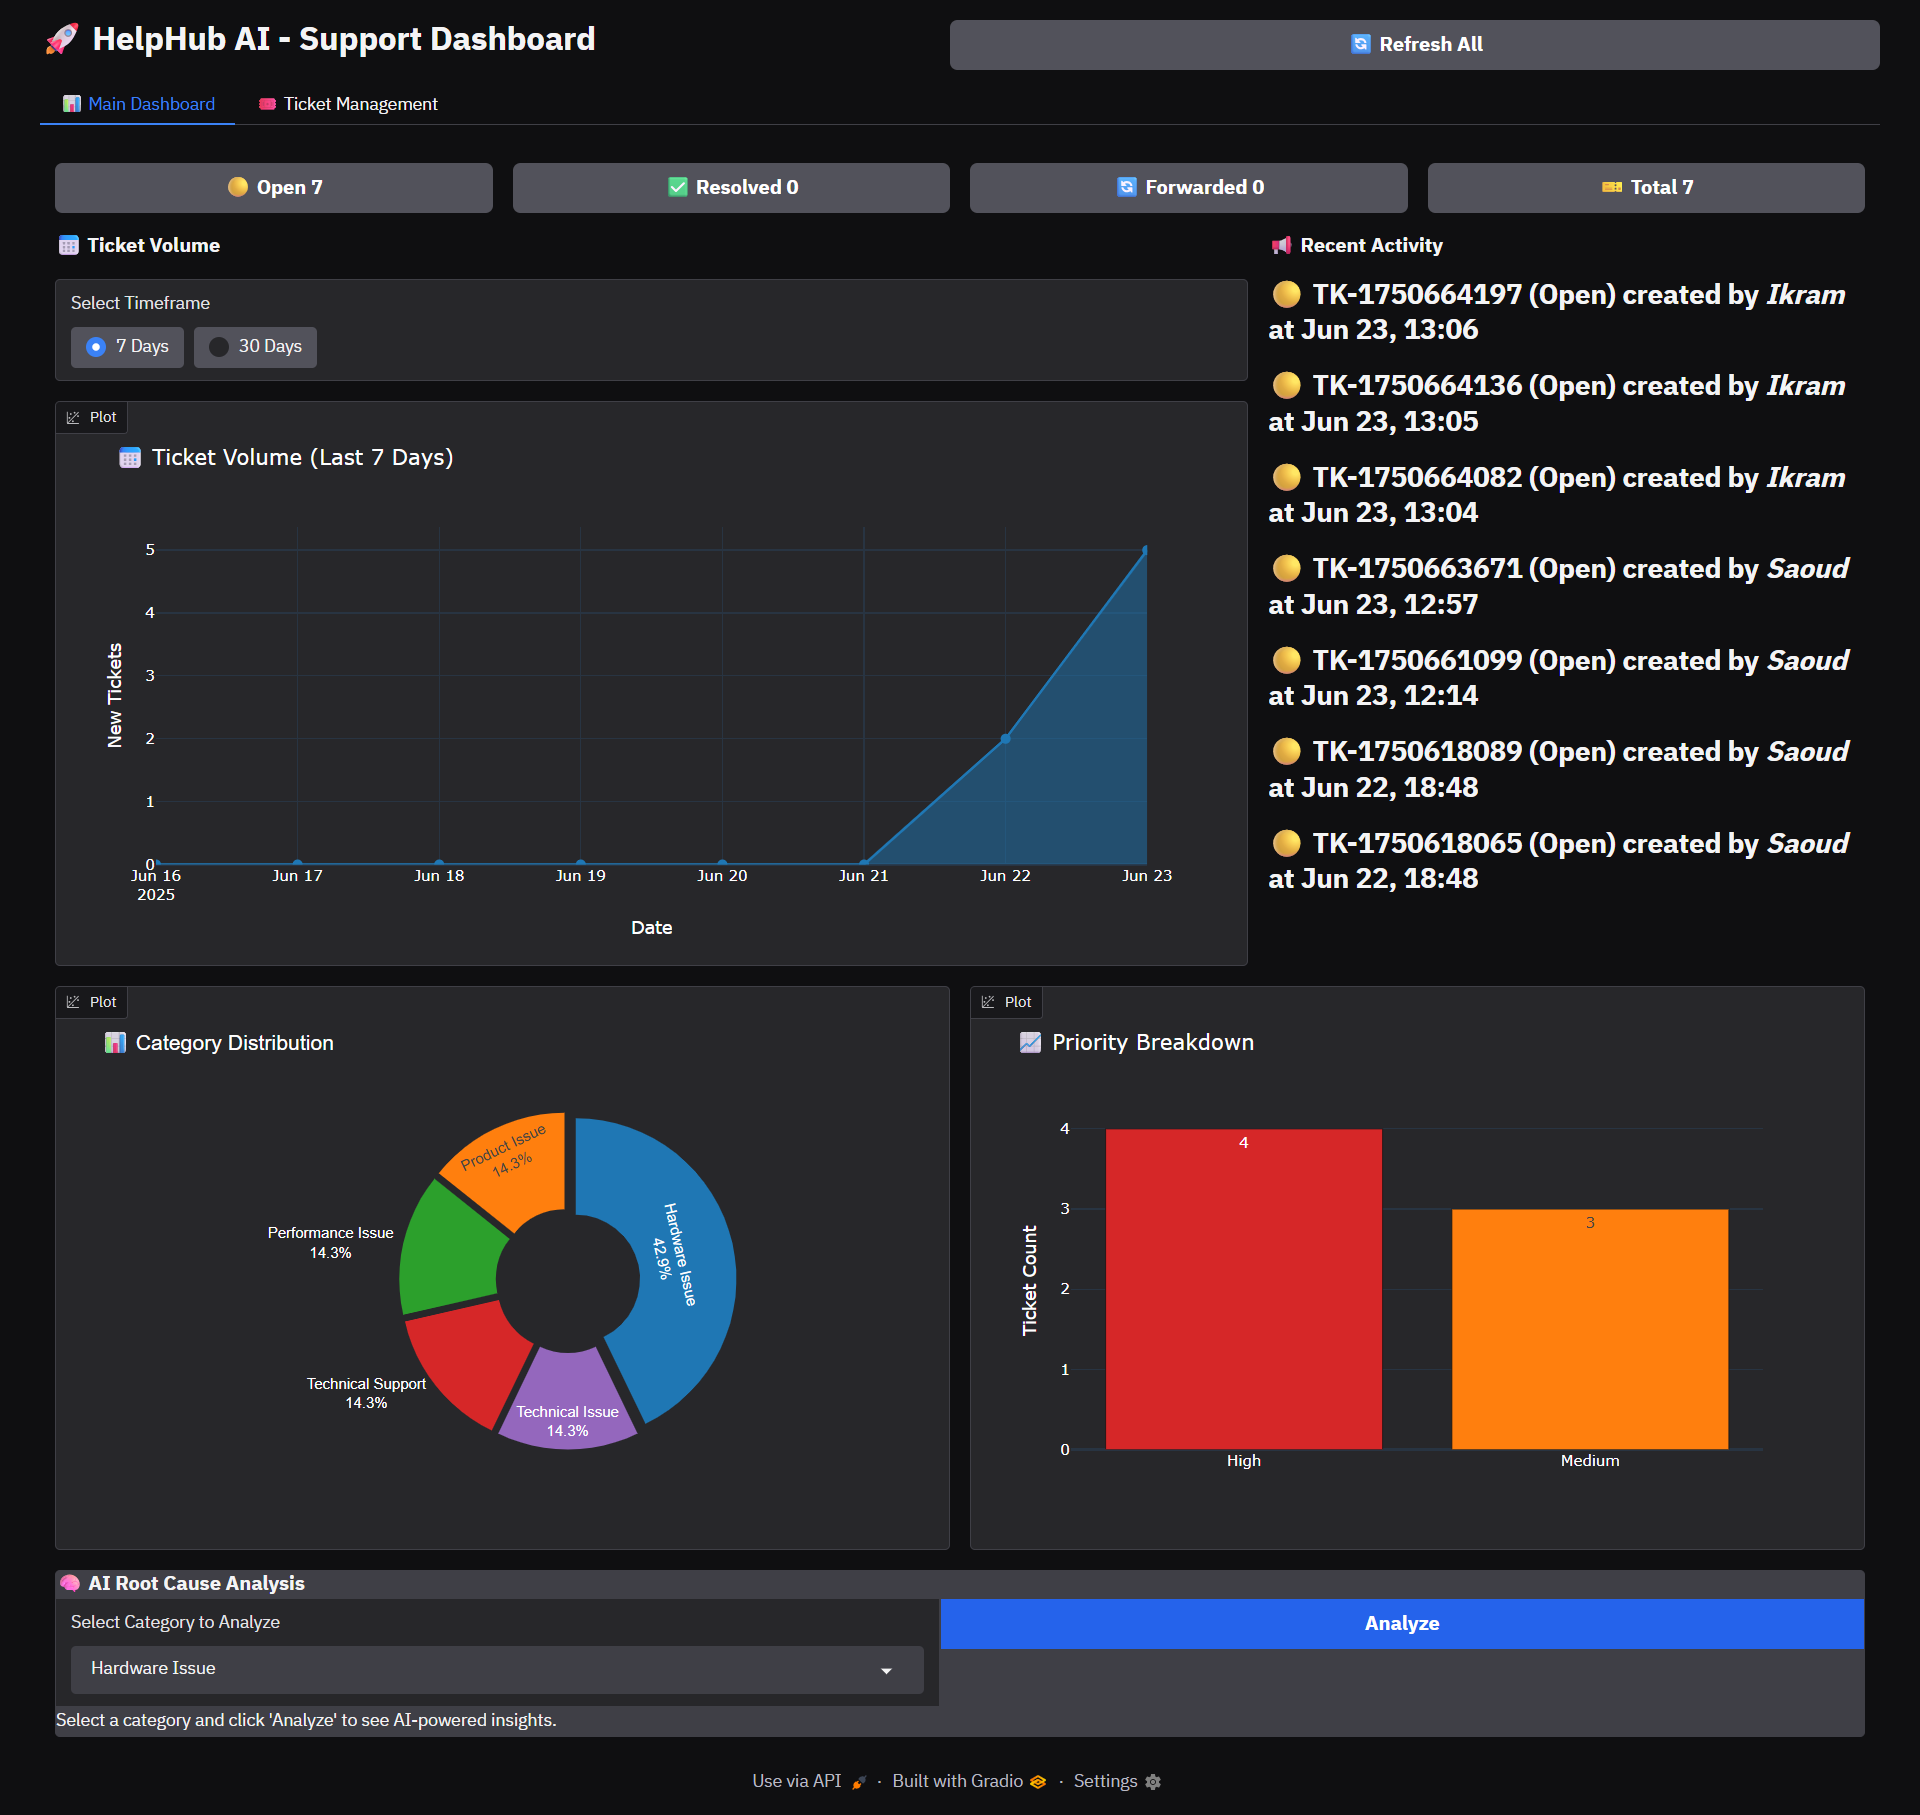 HelpHub AI - Support Dashboard
Refresh All
Main Dashboard
Ticket Management
Open 7
Resolved 0
Forwarded 0
Total 7
Ticket Volume
Select Timeframe
7 Days
30 Days
Plot
Ticket Volume (Last 7 Days)
5
4
3
2
1
0
New Tickets
Jun 16
2025
Jun 17
Jun 18
Jun 19
Jun 20
Jun 21
Jun 22
Jun 23
Date
Recent Activity
TK-1750664197 (Open) created by Ikram
at Jun 23, 13:06
TK-1750664136 (Open) created by Ikram
at Jun 23, 13:05
TK-1750664082 (Open) created by Ikram
at Jun 23, 13:04
TK-1750663671 (Open) created by Saoud
at Jun 23, 12:57
TK-1750661099 (Open) created by Saoud
at Jun 23, 12:14
TK-1750618089 (Open) created by Saoud
at Jun 22, 18:48
TK-1750618065 (Open) created by Saoud
at Jun 22, 18:48
Plot
Category Distribution
Product Issue
14.3%
Hardware Issue
42.9%
Performance Issue
14.3%
Technical Support
14.3%
Technical Issue
14.3%
Plot
Priority Breakdown
4
3
2
1
0
Ticket Count
4
3
High
Medium
AI Root Cause Analysis
Select Category to Analyze
Hardware Issue
Analyze
Select a category and click 'Analyze' to see AI-powered insights.
Use via API · Built with Gradio · Settings